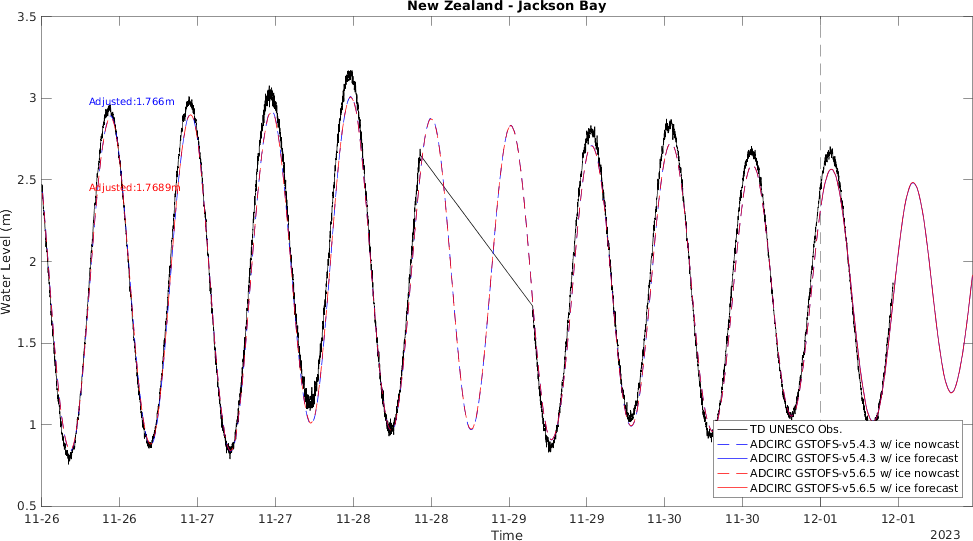 New Zealand - Jackson Bay
3.5
3
2.5
2
1.5
1
0.5
Water Level (m)
Adjusted:1.766m
Adjusted:1.7689m
TD UNESCO Obs.
ADCIRC GSTOFS-v5.4.3 w/ ice nowcast
ADCIRC GSTOFS-v5.4.3 w/ ice forecast
ADCIRC GSTOFS-v5.6.5 w/ ice nowcast
ADCIRC GSTOFS-v5.6.5 w/ ice forecast
11-26 11-26 11-27 11-27 11-28 11-28 11-29 11-29 11-30 11-30 12-01 12-01
Time
2023